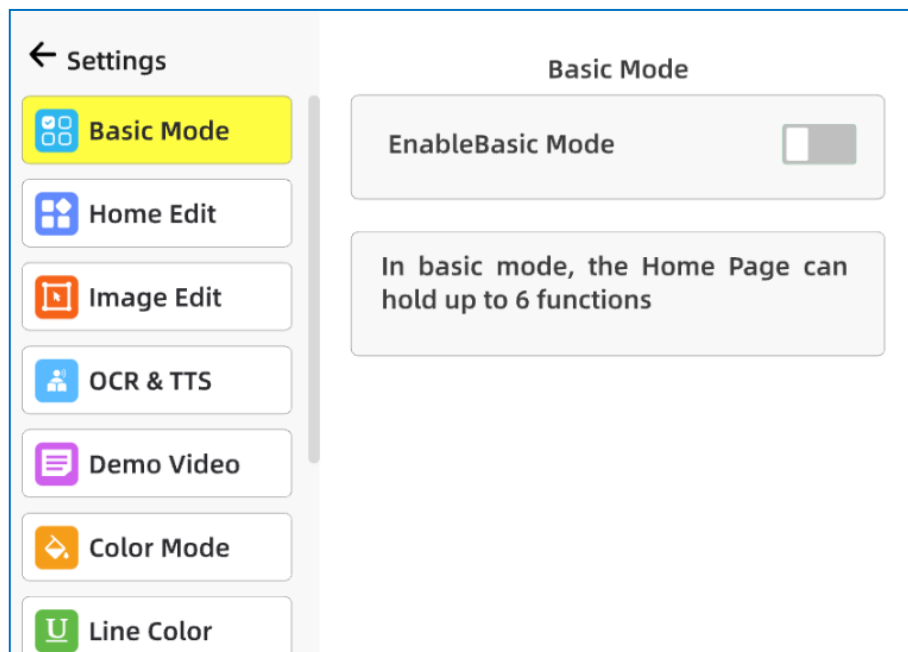 Settings
Basic Mode
Home Edit
Image Edit
OCR & TTS
Demo Video
Color Mode
U Line Color
Basic Mode
EnableBasic Mode
In basic mode, the Home Page can
hold up to 6 functions